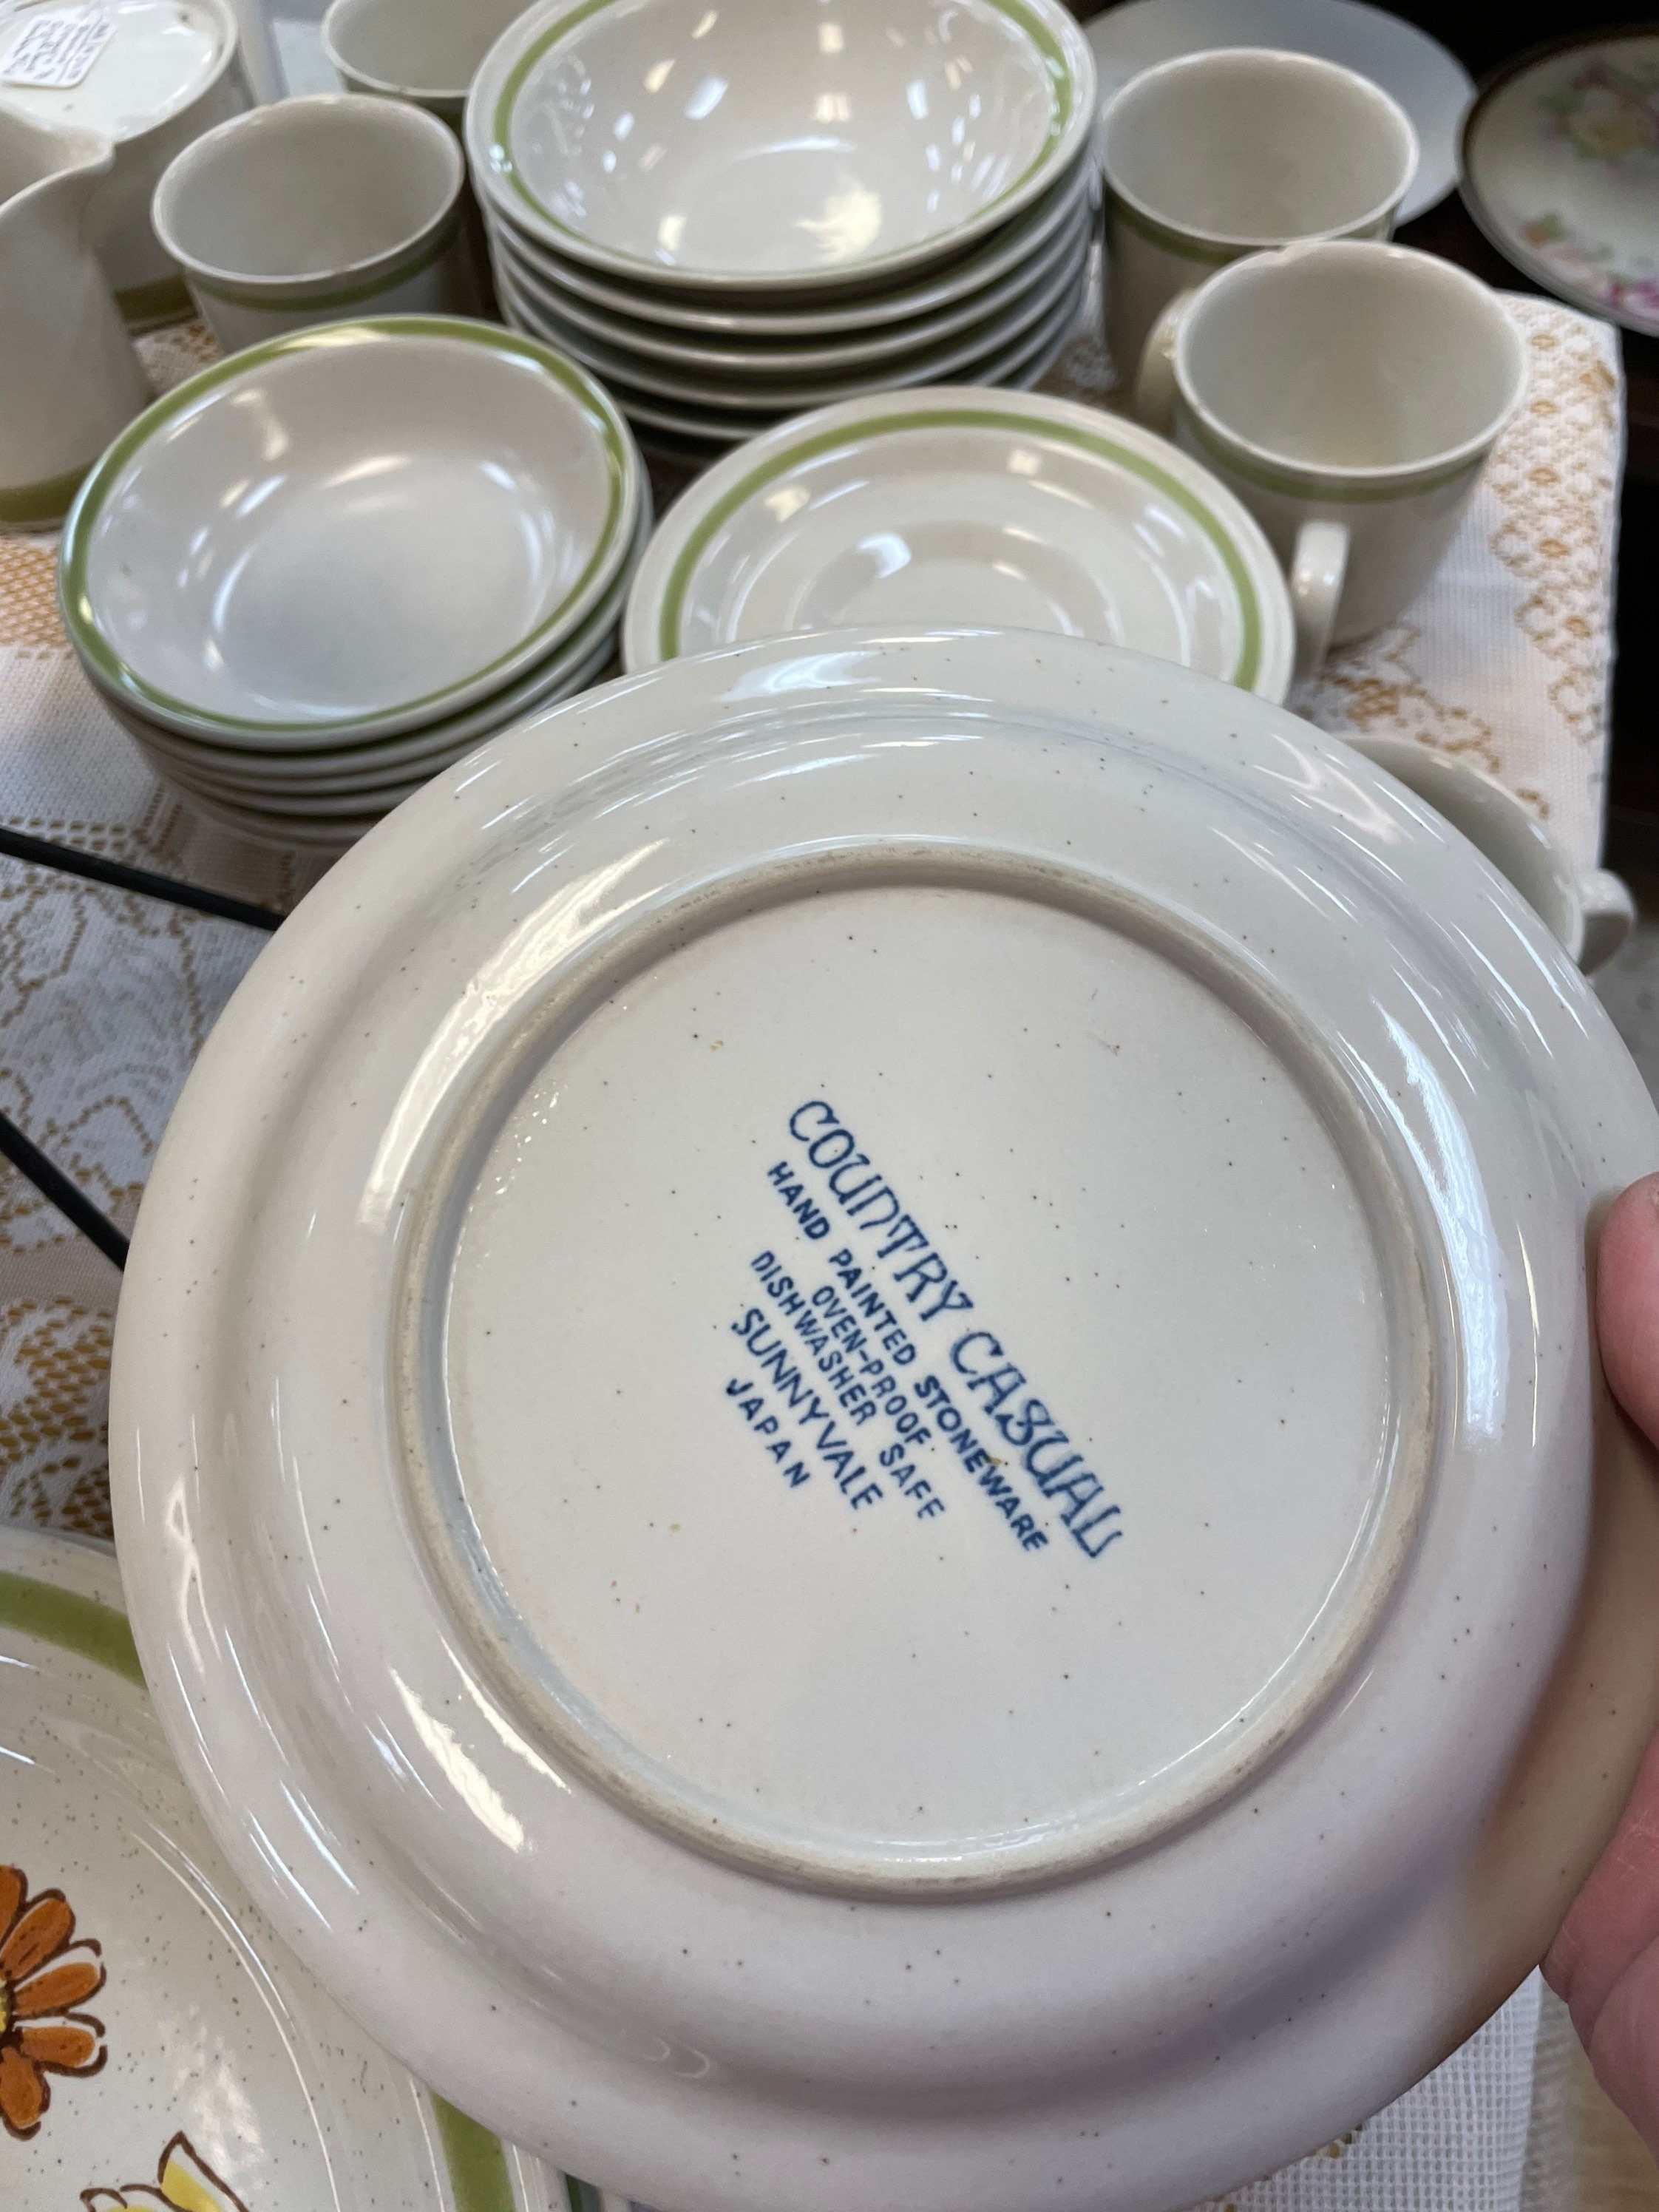 COUNTRY CASUAL
HAND PAINTED STONEWARE
OVEN-PROOF
DISHWASHER SAFE
SUNNYVALE
JAPAN